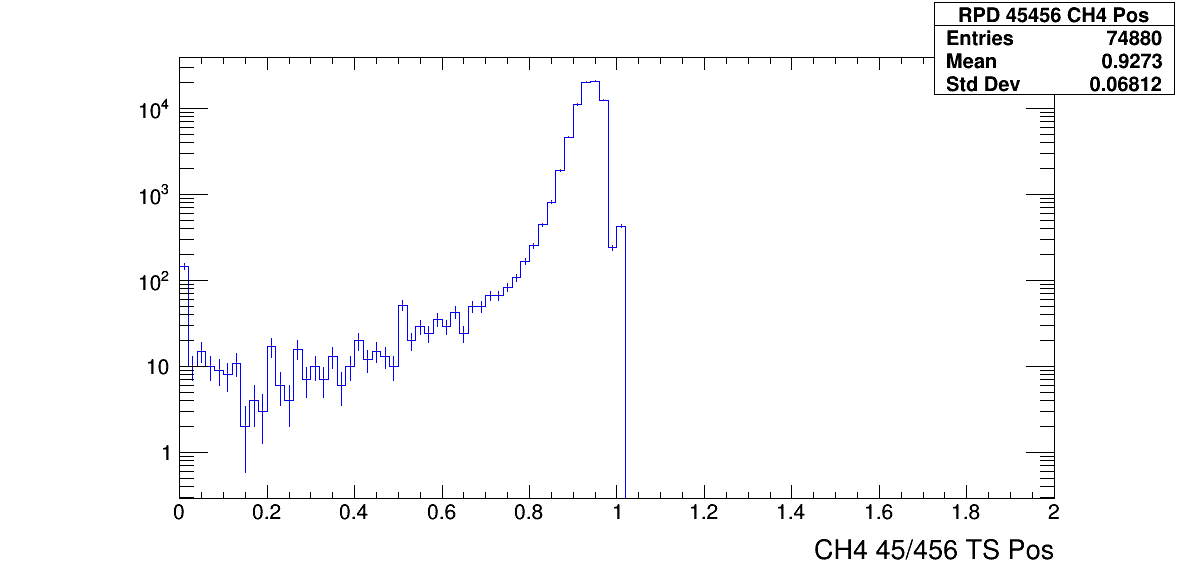 RPD 45456 CH4 Pos
Entries 74880
Mean 0.9273
Std Dev 0.06812
10^4
10^3
10^2
10
1
0 0.2 0.4 0.6 0.8 1 1.2 1.4 1.6 1.8 2
CH4 45/456 TS Pos